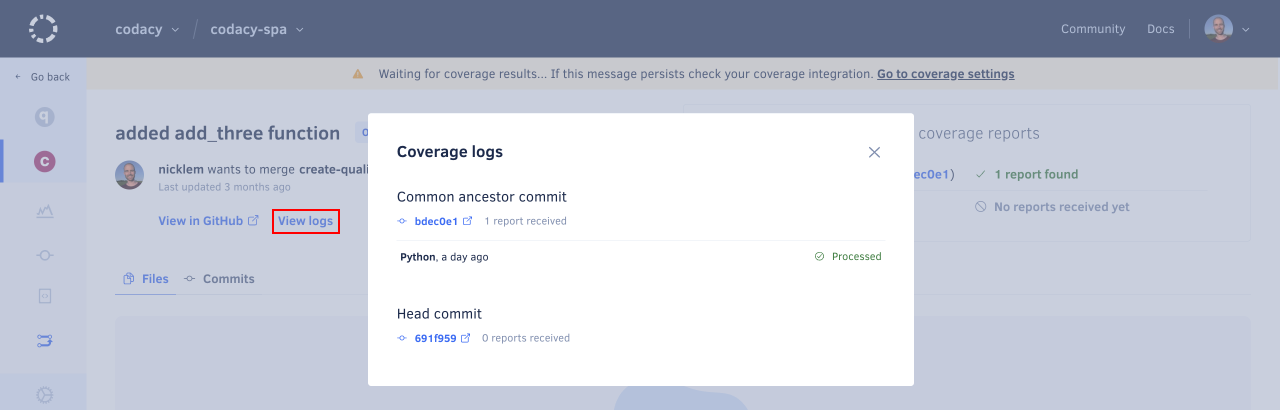 codacy / codacy-spa Community Docs
Go back
Waiting for coverage results... If this message persists check your coverage integration. Go to coverage settings
added add_three function
coverage reports
nicklem wants to merge create-quali
ec0e1) 1 report found
Last updated 3 months ago
No reports received yet
View in GitHub View logs
Files Commits
Coverage logs
Common ancestor commit
bdec0e1 1 report received
Python, a day ago Processed
Head commit
691f959 0 reports received